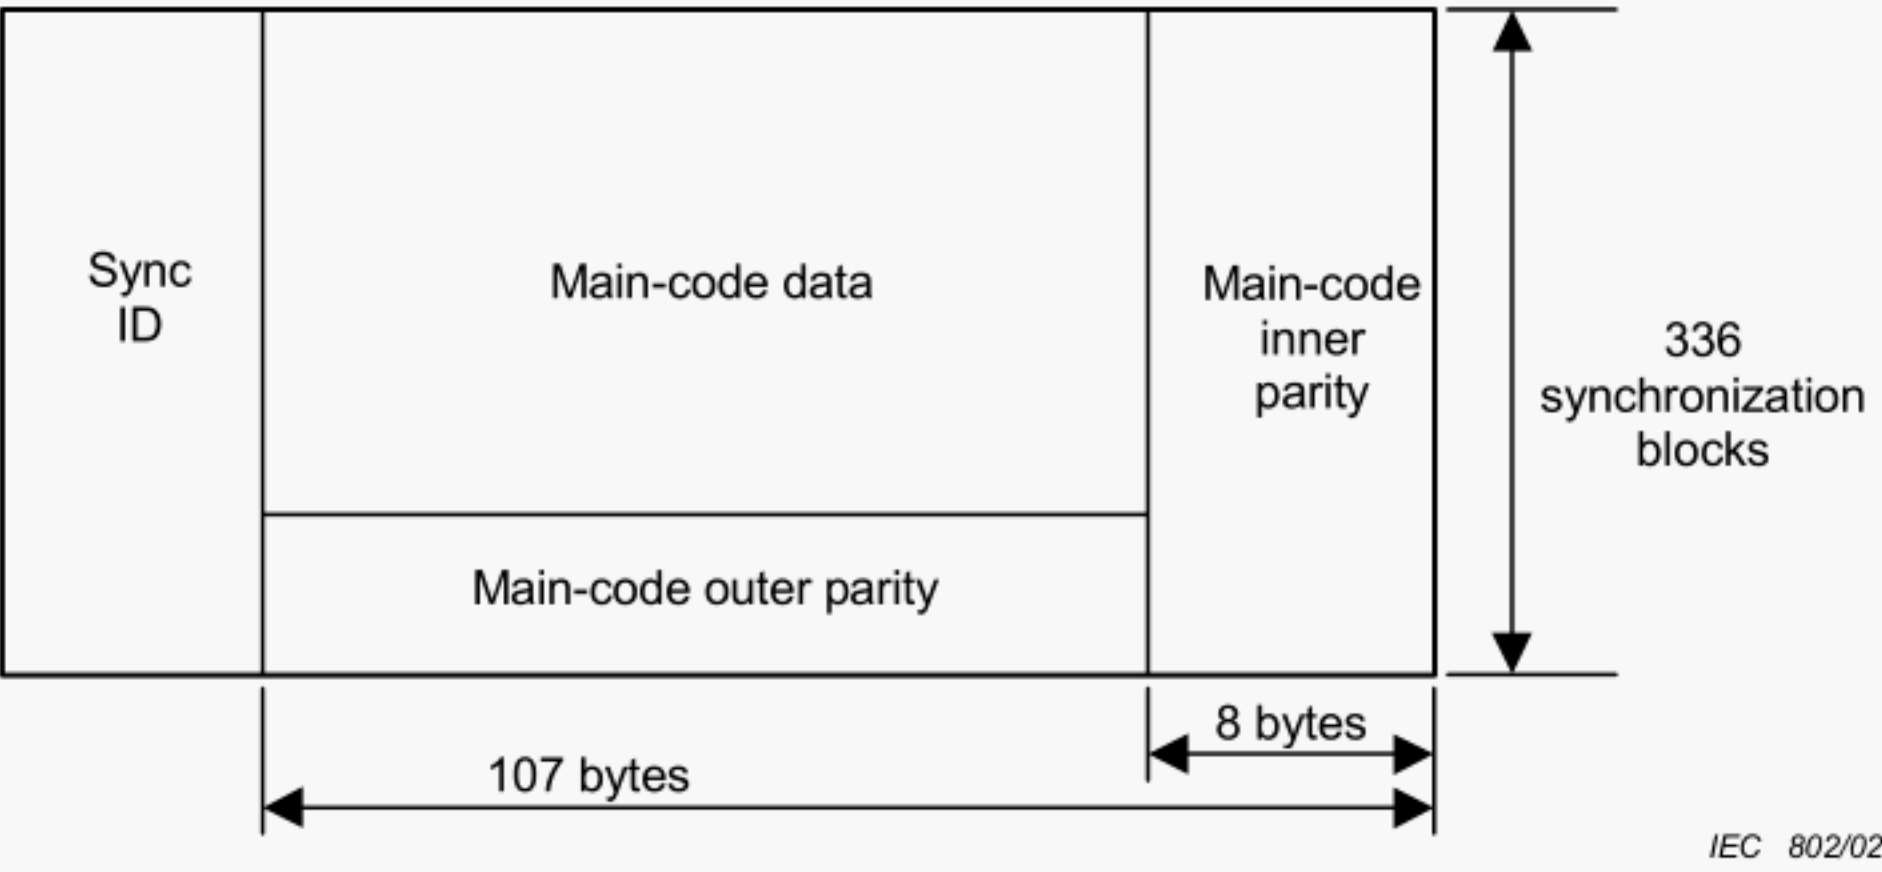 Sync
ID
Main-code data
Main-code
inner
parity
336
synchronization
blocks
Main-code outer parity
8 bytes
107 bytes
IEC 802/02